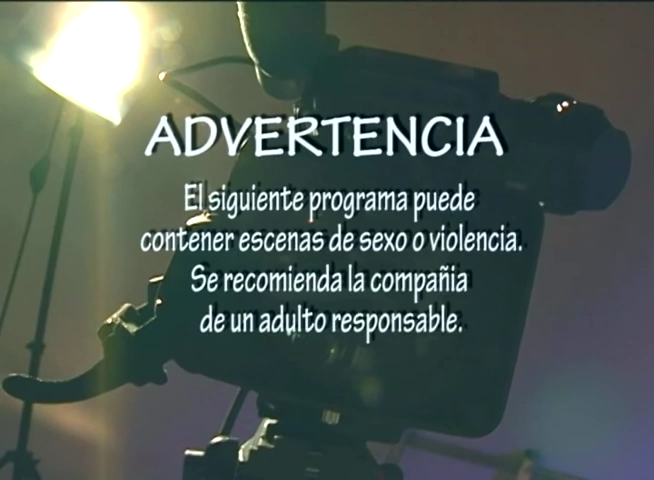 ADVERTENCIA
El siguiente programa puede
contener escenas de sexo o violencia.
Se recomienda la compañia
de un adulto responsable.